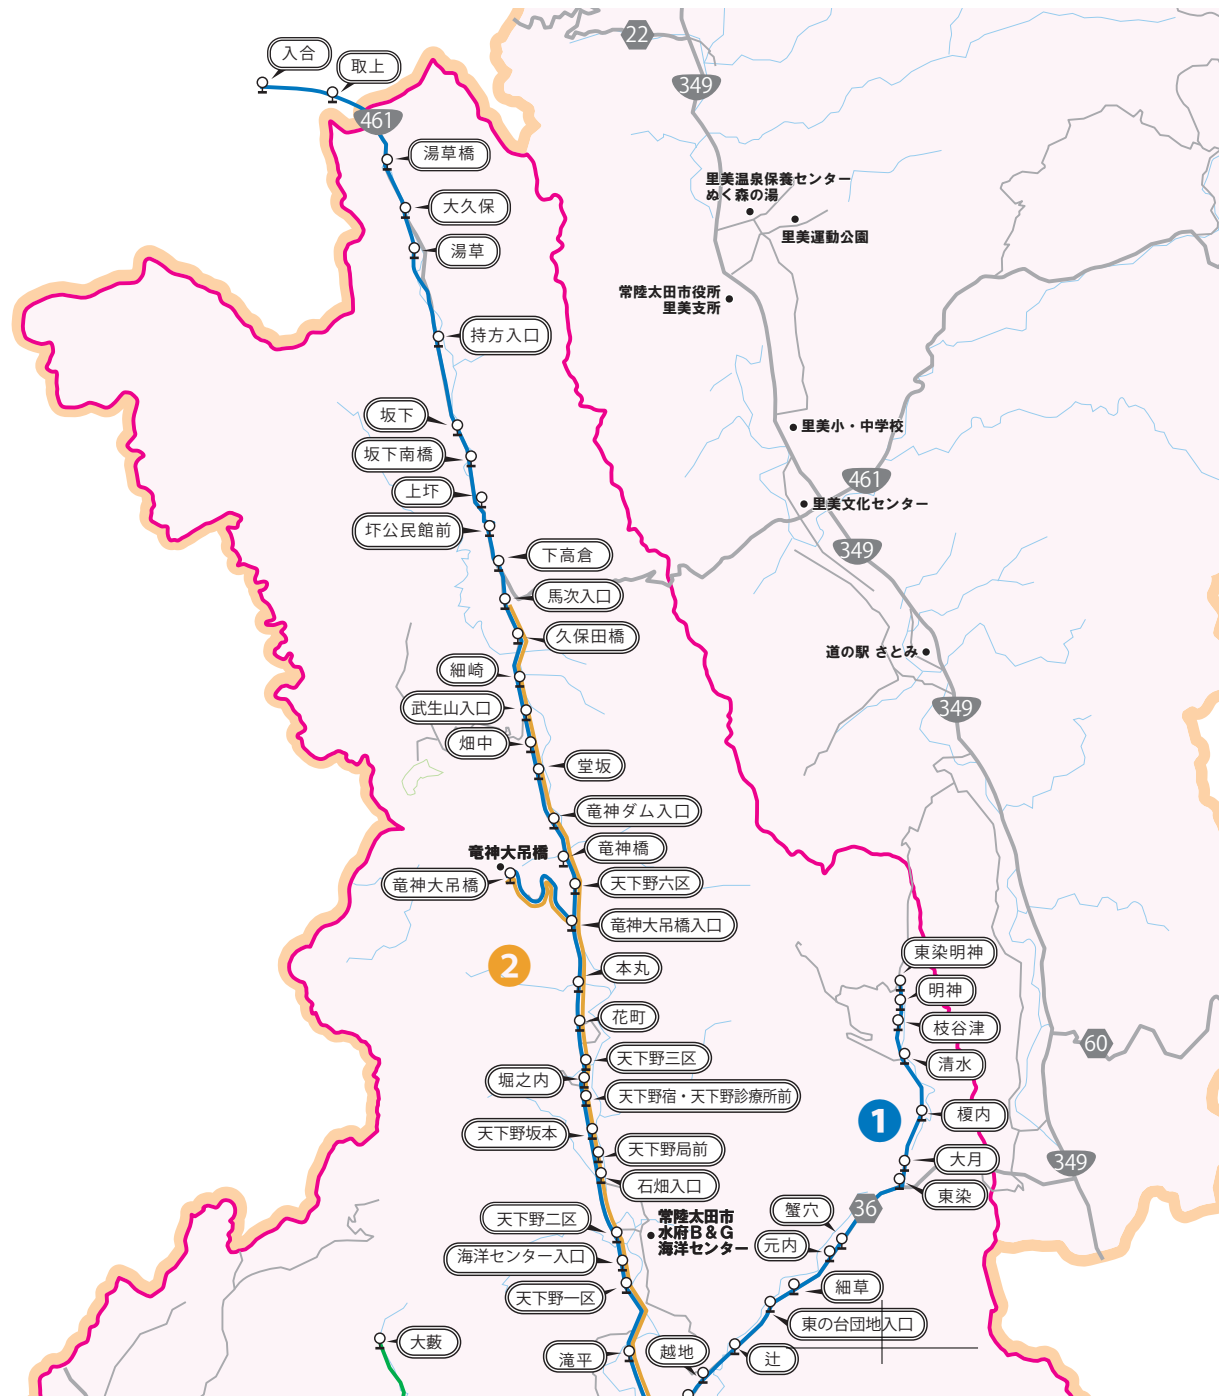 入合
取上
461
湯草橋
大久保
湯草
持方入口
坂下
坂下南橋
上圷
圷公民館前
下高倉
馬次入口
久保田橋
細崎
武生山入口
畑中
堂坂
竜神ダム入口
竜神橋
竜神大吊橋
竜神大吊橋
天下野六区
竜神大吊橋入口
2
本丸
花町
天下野三区
堀之内
天下野宿・天下野診療所前
天下野坂本
天下野局前
石畑入口
天下野二区
常陸太田市
水府B&G
海洋センター
海洋センター入口
天下野一区
滝平
大藪
22
349
里美温泉保養センター
ぬく森の湯
里美運動公園
常陸太田市役所
里美支所
里美小・中学校
461
里美文化センター
349
道の駅 さとみ
349
東染明神
明神
枝谷津
清水
60
榎内
1
大月
349
東染
36
蟹穴
元内
細草
東の台団地入口
辻
越地